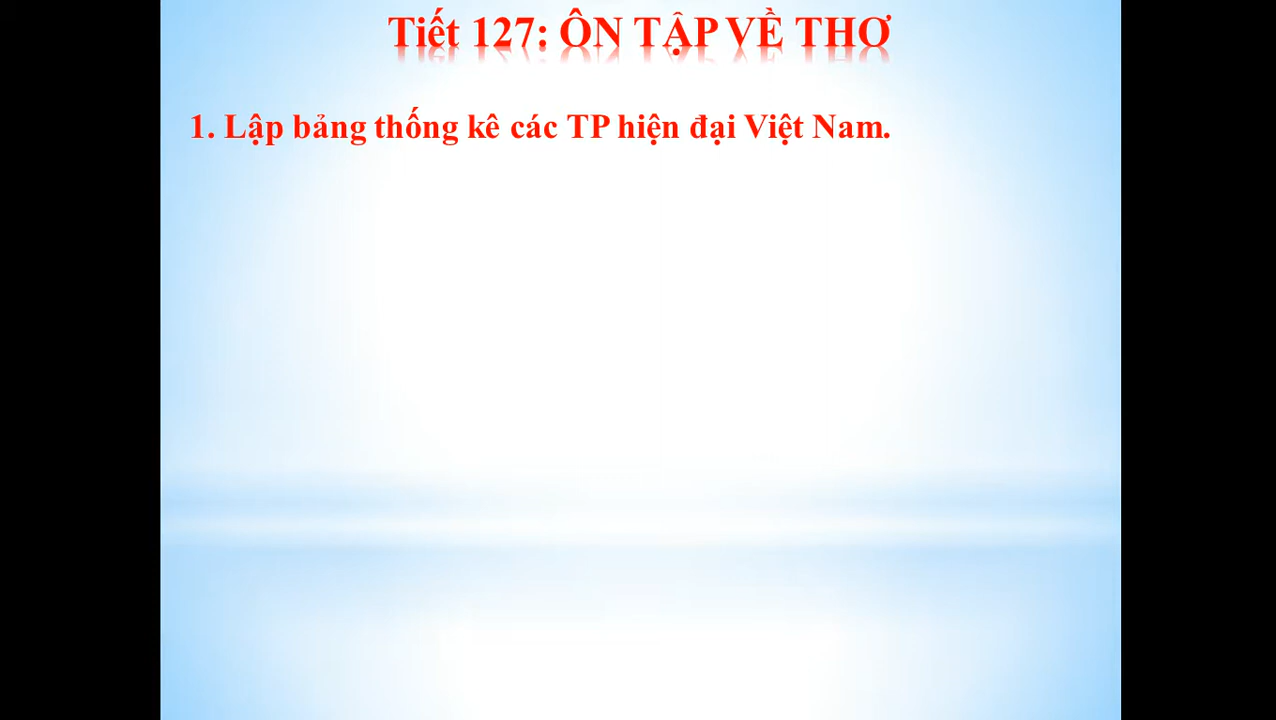 Tiết 127: ÔN TẬP VỀ THƠ
1. Lập bảng thống kê các TP hiện đại Việt Nam.